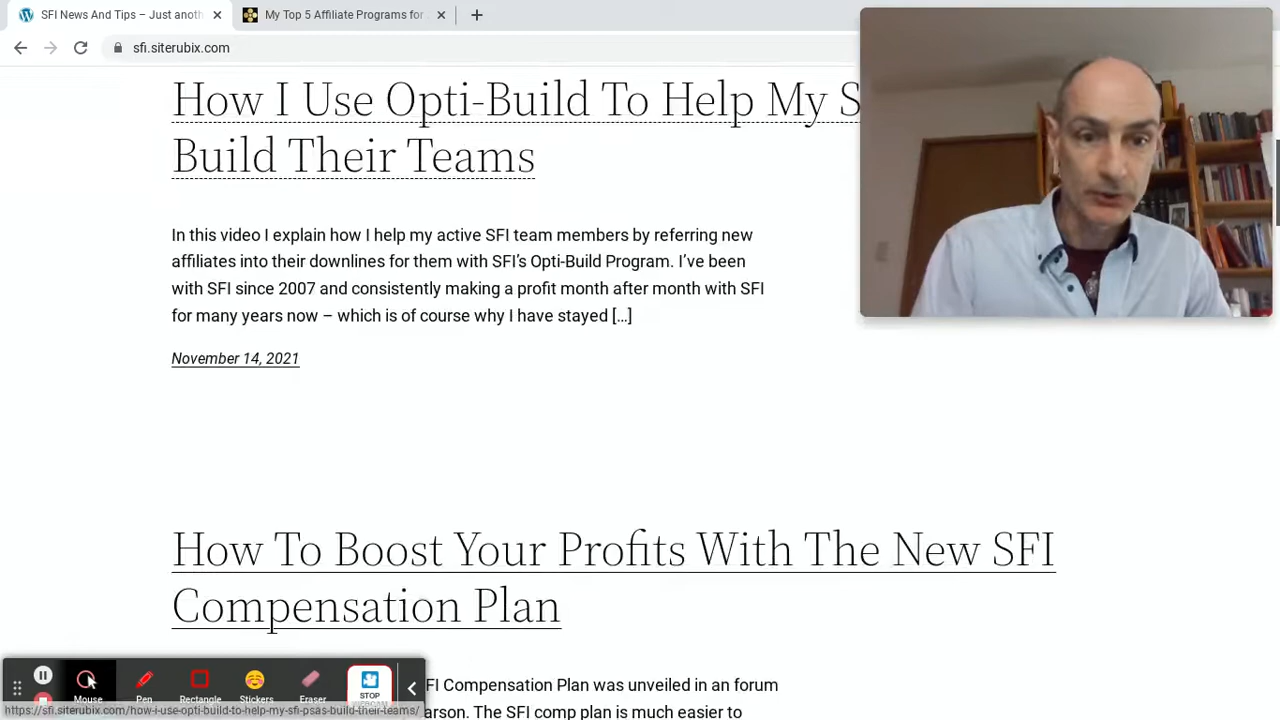 SFI News And Tips – Just anoth
My Top 5 Affiliate Programs for
sfi.siterubix.com
How I Use Opti-Build To Help My S
Build Their Teams
In this video I explain how I help my active SFI team members by referring new
affiliates into their downlines for them with SFI's Opti-Build Program. I've been
with SFI since 2007 and consistently making a profit month after month with SFI
for many years now – which is of course why I have stayed […]
November 14, 2021
How To Boost Your Profits With The New SFI
Compensation Plan
FI Compensation Plan was unveiled in an forum
arson. The SFI comp plan is much easier to
Mouse
Pen
Rectangle
Stickers
Eraser
STOP
WEBCAM
https://sfi.siterubix.com/how-i-use-opti-build-to-help-my-sfi-psas-build-their-teams/